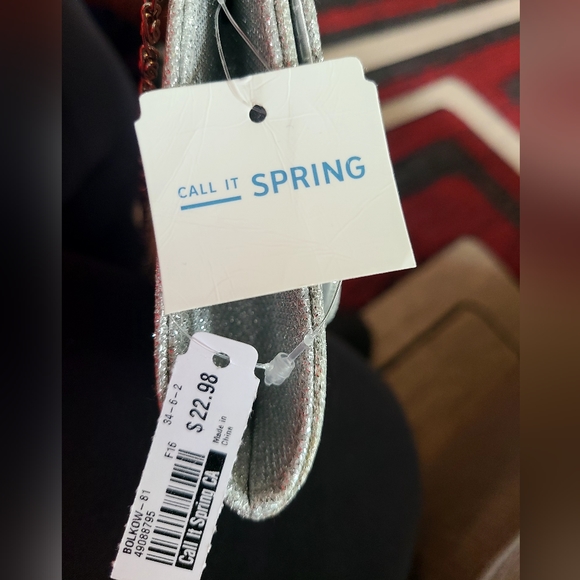 CALL IT SPRING
$22.98
Made in
China
34-6-2
F16
Call It Spring CA
BOLKOW-81
49088795